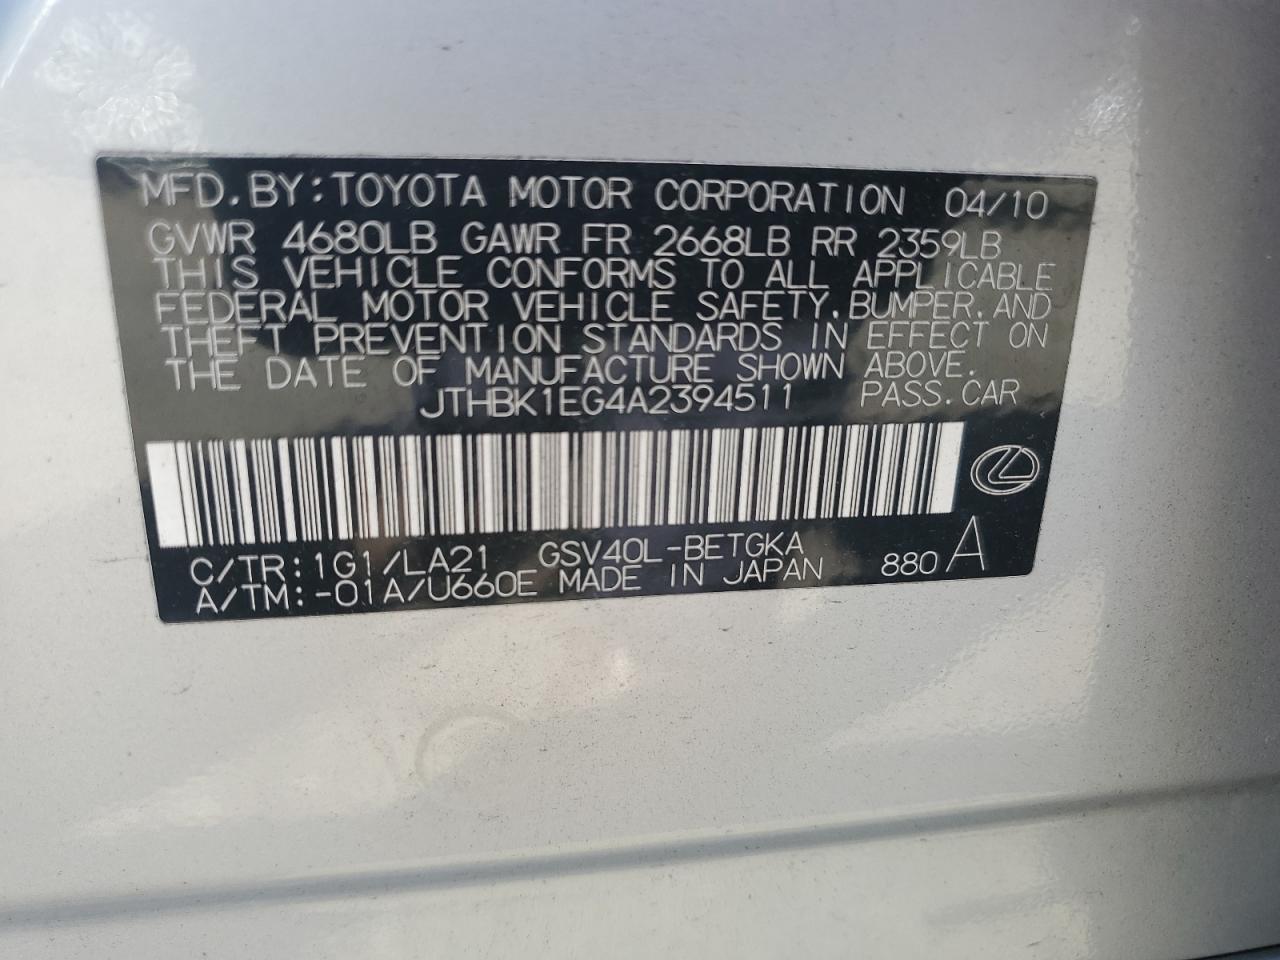 MFD.BY:TOYOTA MOTOR CORPORATION 04/10
GVWR 4680LB GAWR FR 2668LB RR 2359LB
THIS VEHICLE CONFORMS TO ALL APPLICABLE
FEDERAL MOTOR VEHICLE SAFETY,BUMPER,AND
THEFT PREVENTION STANDARDS IN EFFECT ON
THE DATE OF MANUFACTURE SHOWN ABOVE.
JTHBK1EG4A2394511 PASS.CAR
C/TR:1G1/LA21 GSV40L-BETGKA
A/TM:-01A/U660E MADE IN JAPAN 880 A